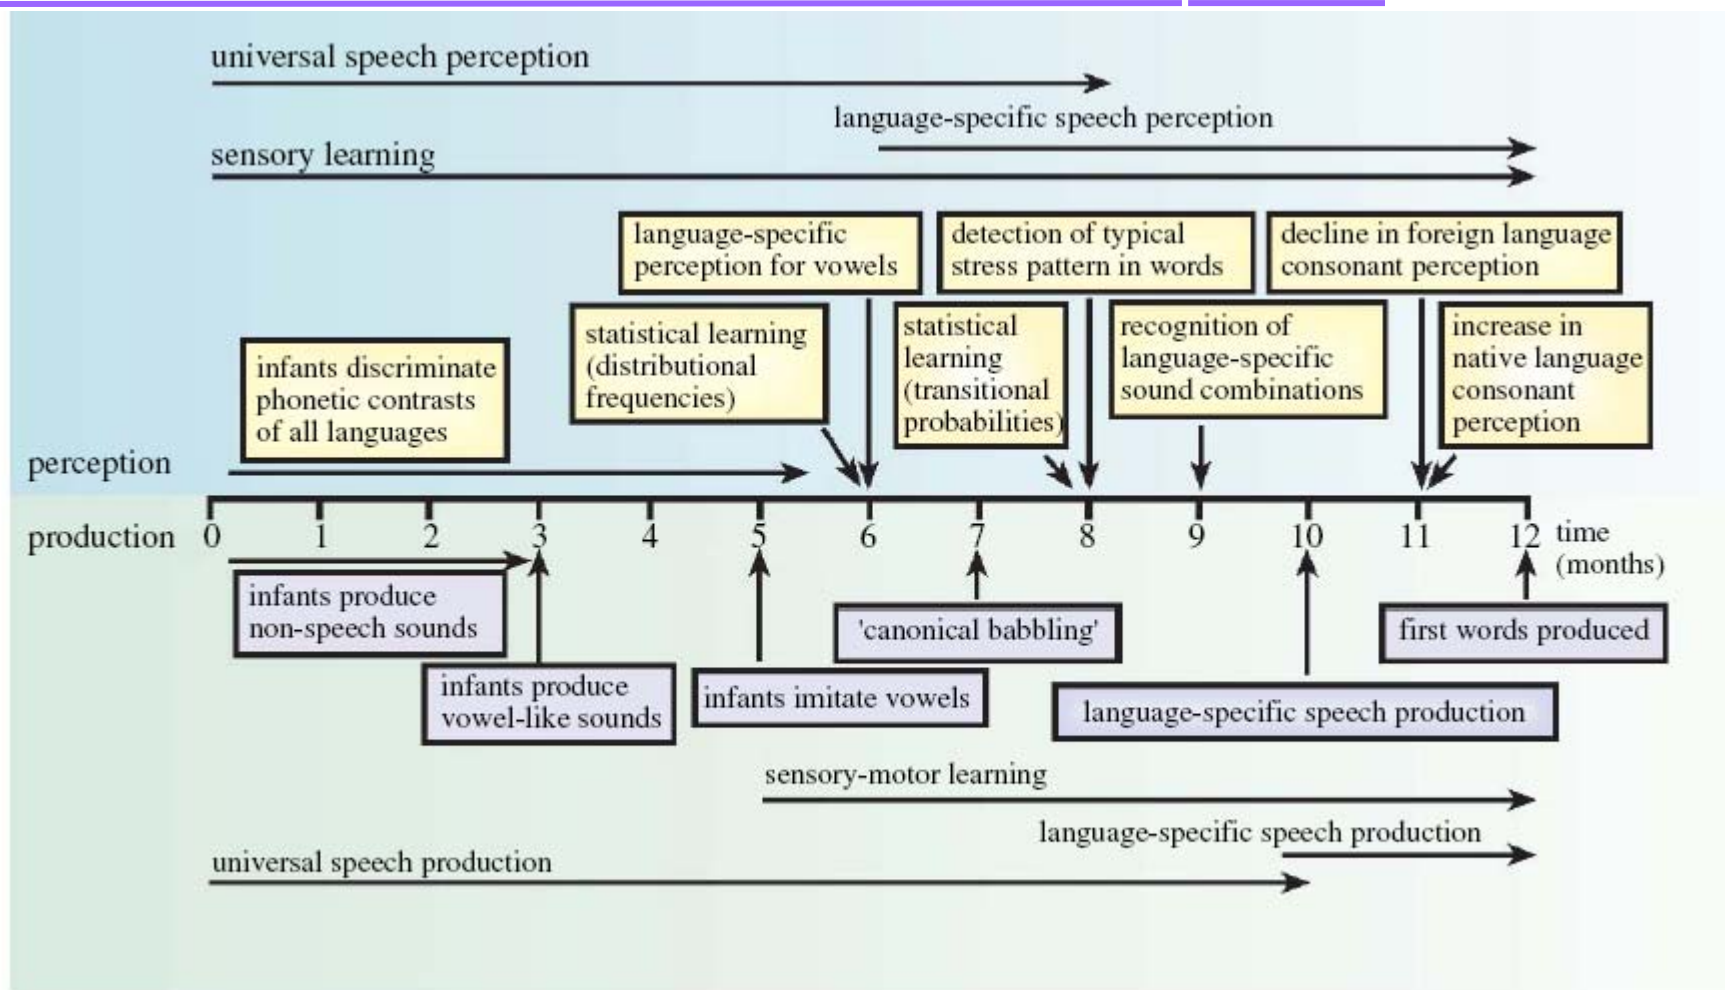 universal speech perception
language-specific speech perception
sensory learning
language-specific
perception for vowels
detection of typical
stress pattern in words
decline in foreign language
consonant perception
statistical learning
(distributional
frequencies)
statistical
learning
(transitional
probabilities)
recognition of
language-specific
sound combinations
increase in
native language
consonant
perception
infants discriminate
phonetic contrasts
of all languages
perception
production
0 1 2 3 4 5 6 7 8 9 10 11 12
time
(months)
infants produce
non-speech sounds
infants produce
vowel-like sounds
infants imitate vowels
'canonical babbling'
language-specific speech production
first words produced
sensory-motor learning
language-specific speech production
universal speech production